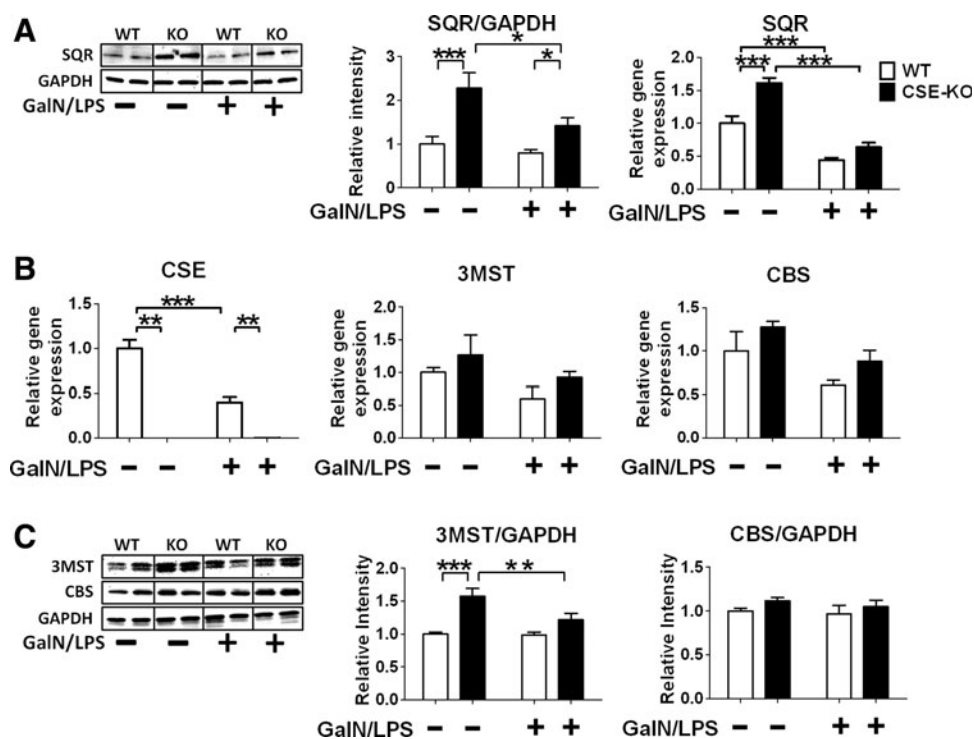 A
WT KO WT KO
SQR
GAPDH
GalN/LPS − − + +
SQR/GAPDH
Relative intensity
3
2
1
0
*** * *
GalN/LPS − − + +
SQR
Relative gene expression
2.0
1.5
1.0
0.5
0.0
*** *** ***
GalN/LPS − − + +
WT
CSE-KO
B
CSE
Relative gene expression
1.5
1.0
0.5
0.0
*** ** **
GalN/LPS − − + +
3MST
Relative gene expression
2.0
1.5
1.0
0.5
0.0
GalN/LPS − − + +
CBS
Relative gene expression
1.5
1.0
0.5
0.0
GalN/LPS − − + +
C
WT KO WT KO
3MST
CBS
GAPDH
GalN/LPS − − + +
3MST/GAPDH
Relative Intensity
2.0
1.5
1.0
0.5
0.0
*** **
GalN/LPS − − + +
CBS/GAPDH
Relative Intensity
1.5
1.0
0.5
0.0
GalN/LPS − − + +